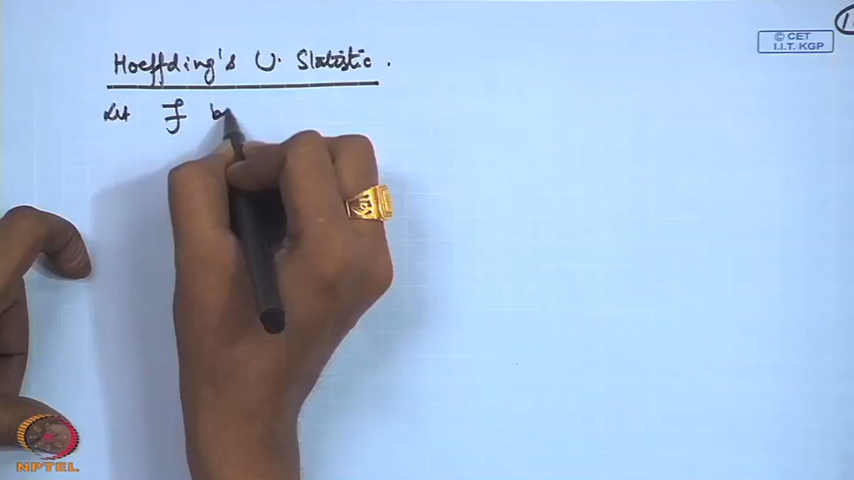 Hoeffding's U. Statistic.
Let F b
© CET
I.I.T. KGP
NPTEL